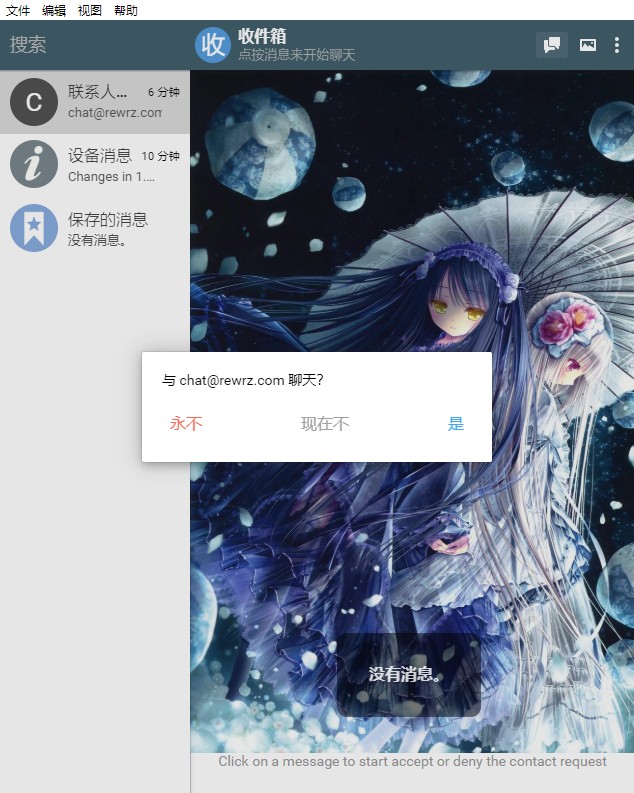 文件 编辑 视图 帮助
搜索
收
收件箱
点按消息来开始聊天
C
联系人... 6 分钟
chat@rewrz.com
i
设备消息 10 分钟
Changes in 1....
保存的消息
没有消息。
与 chat@rewrz.com 聊天?
永不 现在不 是
没有消息。
Click on a message to start accept or deny the contact request